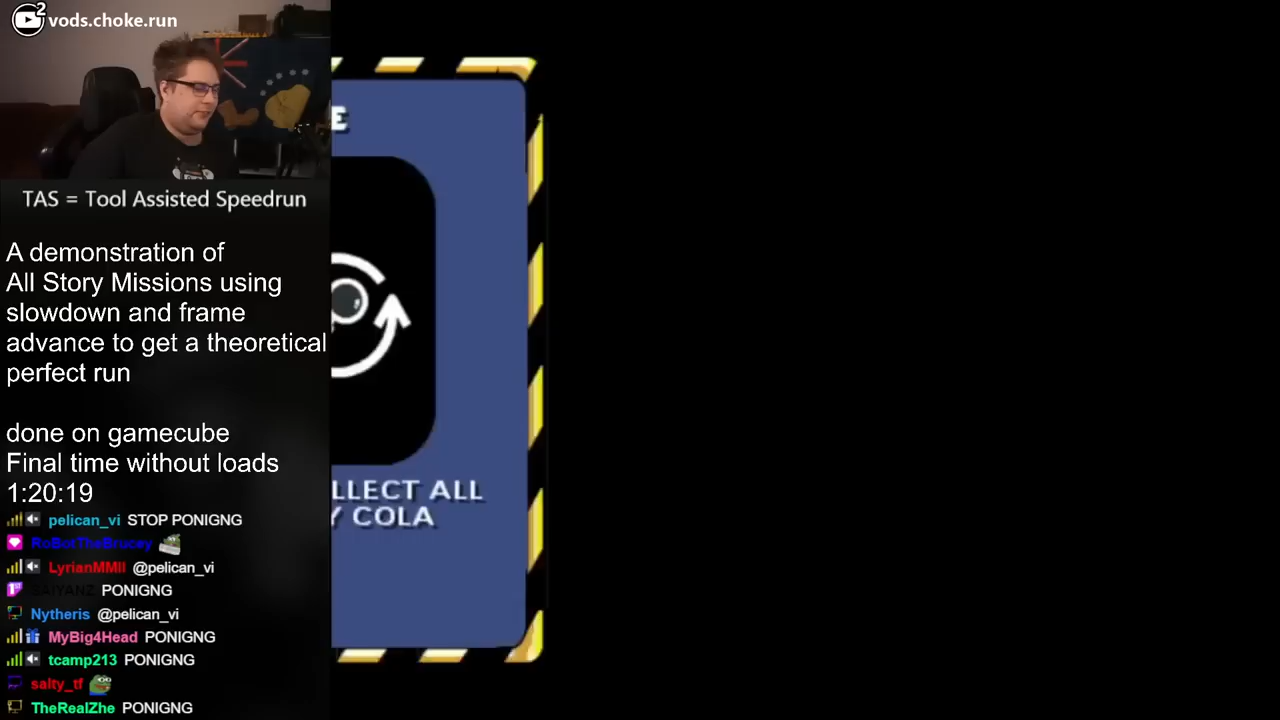 2
vods.choke.run
TAS = Tool Assisted Speedrun
A demonstration of
All Story Missions using
slowdown and frame
advance to get a theoretical
perfect run
done on gamecube
Final time without loads
1:20:19
pelican_vi STOP PONIGNG
RoBotTheBrucey
LyrianMMII @pelican_vi
SAIYANZ PONIGNG
Nytheris @pelican_vi
MyBig4Head PONIGNG
tcamp213 PONIGNG
salty_tf
TheRealZhe PONIGNG
E
LLECT ALL
Y COLA